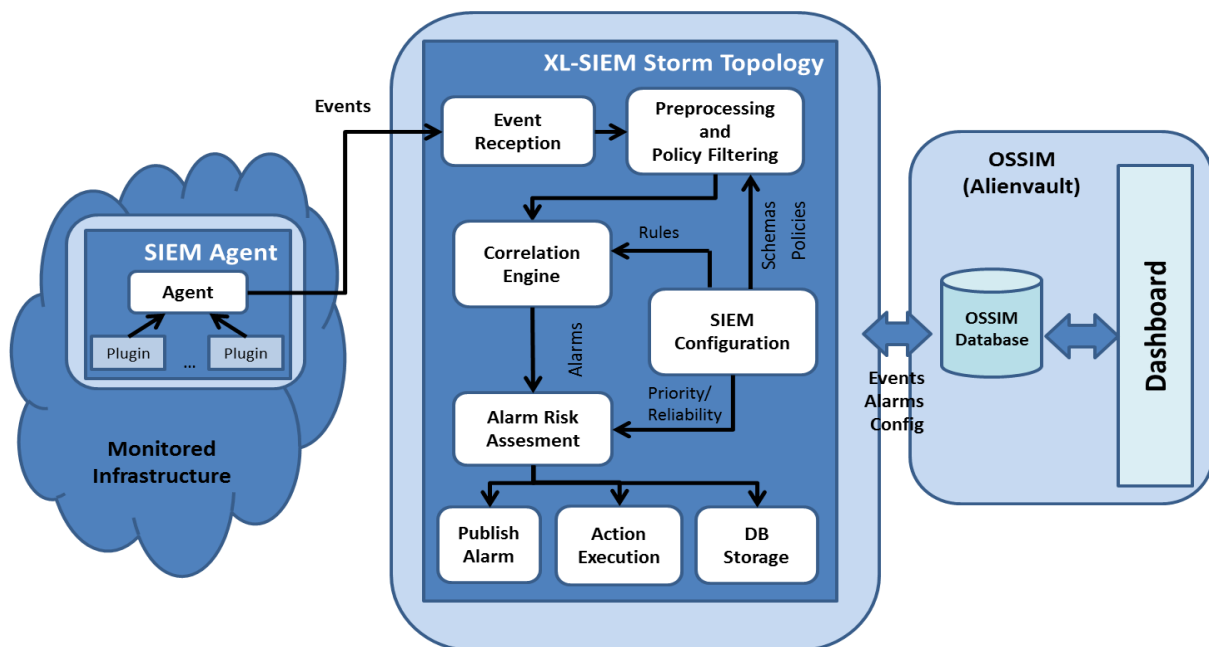 XL-SIEM Storm Topology
Events
Event
Reception
Preprocessing
and
Policy Filtering
OSSIM
(Alienvault)
SIEM Agent
Agent
Plugin
...
Plugin
Monitored
Infrastructure
Correlation
Engine
Rules
Schemas
Policies
SIEM
Configuration
Alarms
Priority/
Reliability
Alarm Risk
Assesment
Publish
Alarm
Action
Execution
DB
Storage
Events
Alarms
Config
OSSIM
Database
Dashboard